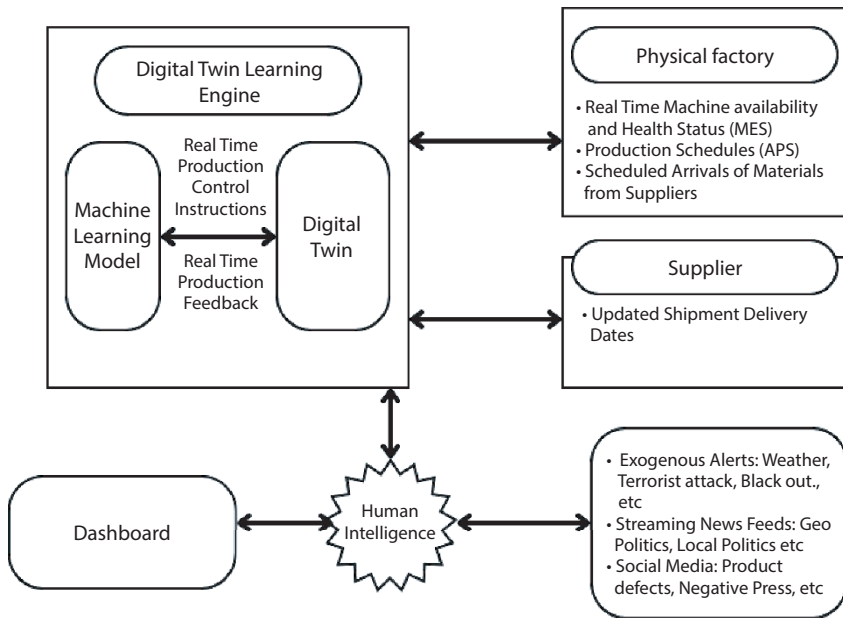 Digital Twin Learning
Engine
Machine
Learning
Model
Real Time
Production
Control
Instructions
Real Time
Production
Feedback
Digital
Twin
Physical factory
• Real Time Machine availability
and Health Status (MES)
• Production Schedules (APS)
• Scheduled Arrivals of Materials
from Suppliers
Supplier
• Updated Shipment Delivery
Dates
Dashboard
Human
Intelligence
• Exogenous Alerts: Weather,
Terrorist attack, Black out., 
etc
• Streaming News Feeds: Geo
Politics, Local Politics etc
• Social Media: Product
defects, Negative Press, etc